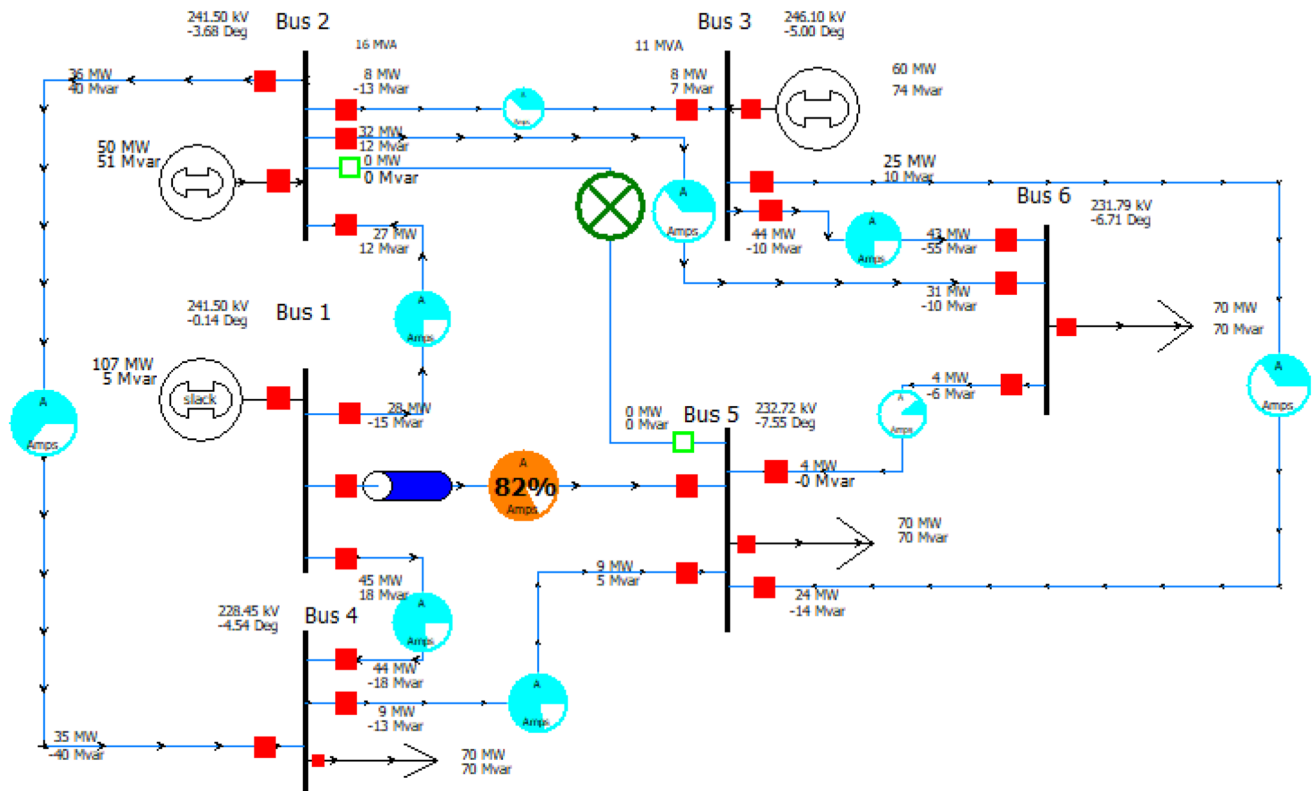 241.50 kV
-3.68 Deg
Bus 2
Bus 3
246.10 kV
-5.00 Deg
16 MVA
11 MVA
36 MW
40 Mvar
8 MW
-13 Mvar
A
Amps
8 MW
7 Mvar
60 MW
74 Mvar
32 MW
12 Mvar
0 MW
0 Mvar
50 MW
51 Mvar
A
Amps
25 MW
10 Mvar
Bus 6
231.79 kV
-6.71 Deg
27 MW
12 Mvar
44 MW
-10 Mvar
A
Amps
43 MW
-55 Mvar
31 MW
-10 Mvar
241.50 kV
-0.14 Deg
Bus 1
A
Amps
70 MW
70 Mvar
107 MW
5 Mvar
slack
28 MW
-15 Mvar
A
Amps
4 MW
-6 Mvar
A
Amps
A
Amps
0 MW
0 Mvar
Bus 5
232.72 kV
-7.55 Deg
4 MW
-0 Mvar
A
82%
Amps
70 MW
70 Mvar
45 MW
18 Mvar
A
Amps
9 MW
5 Mvar
24 MW
-14 Mvar
228.45 kV
-4.54 Deg
Bus 4
44 MW
-18 Mvar
A
Amps
9 MW
-13 Mvar
35 MW
-40 Mvar
70 MW
70 Mvar